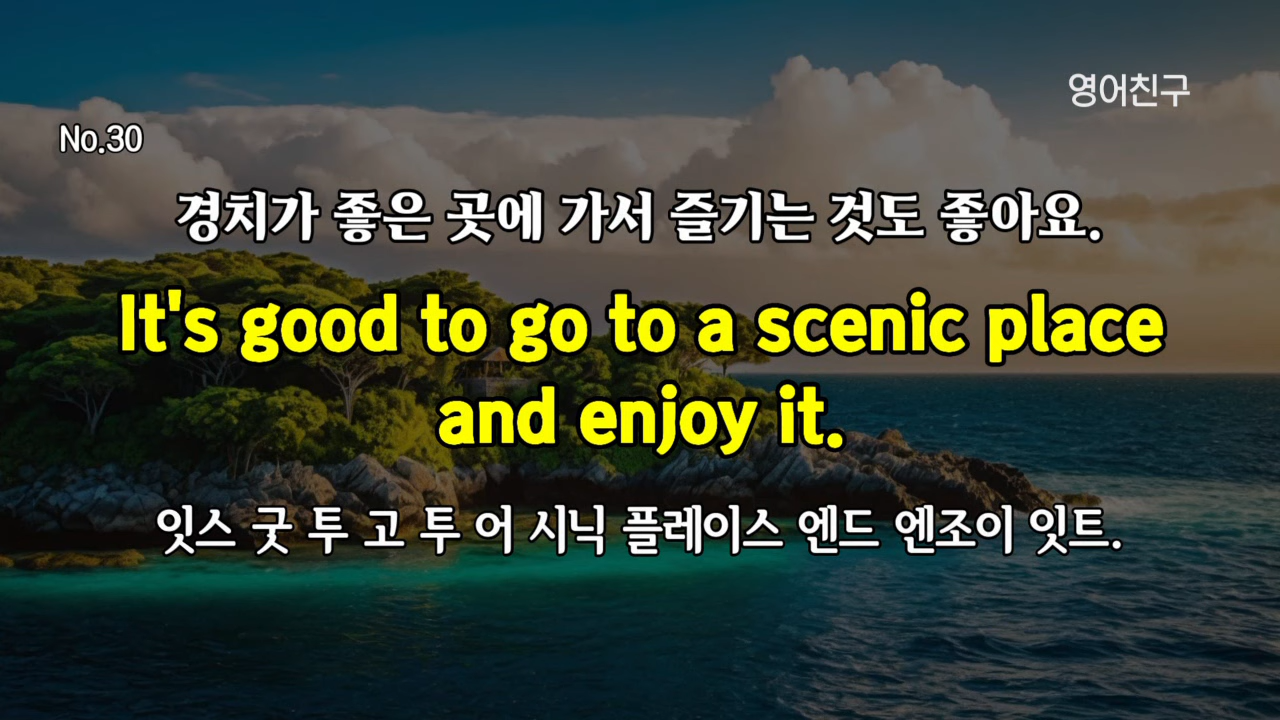 영어친구
No.30
경치가 좋은 곳에 가서 즐기는 것도 좋아요.
It's good to go to a scenic place
and enjoy it.
잇스 굿 투 고 투 어 시닉 플레이스 엔드 엔조이 잇트.